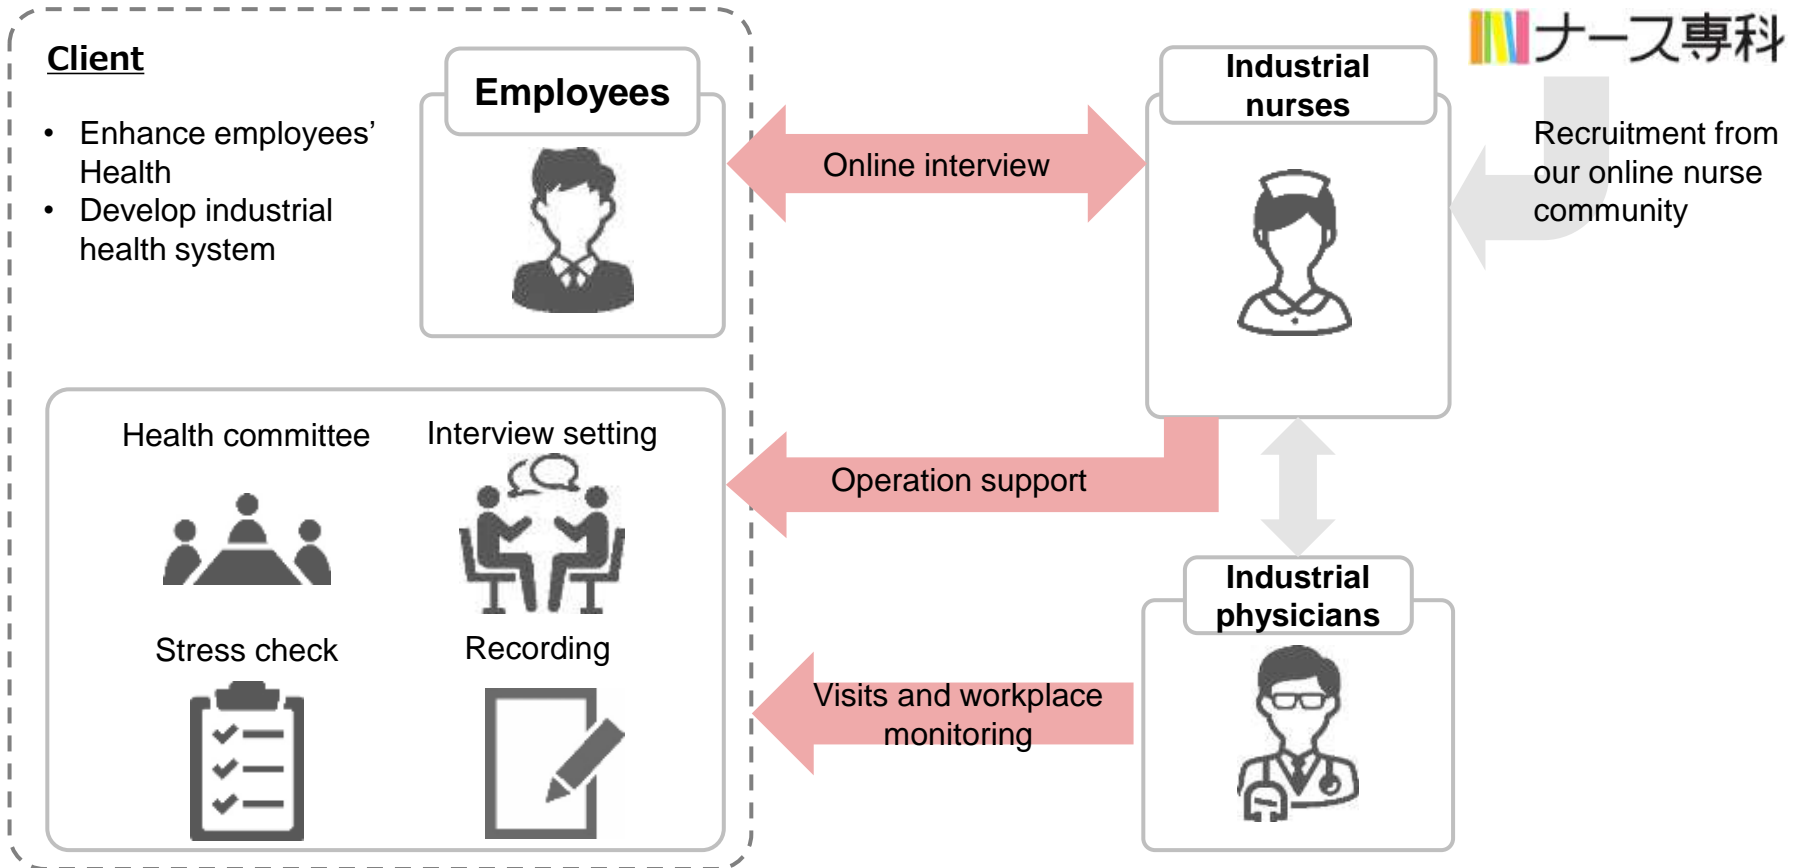 Client
• Enhance employees’
Health
• Develop industrial
health system
Employees
Online interview
Industrial
nurses
ナース専科
Recruitment from
our online nurse
community
Health committee
Interview setting
Operation support
Stress check
Recording
Visits and workplace
monitoring
Industrial
physicians